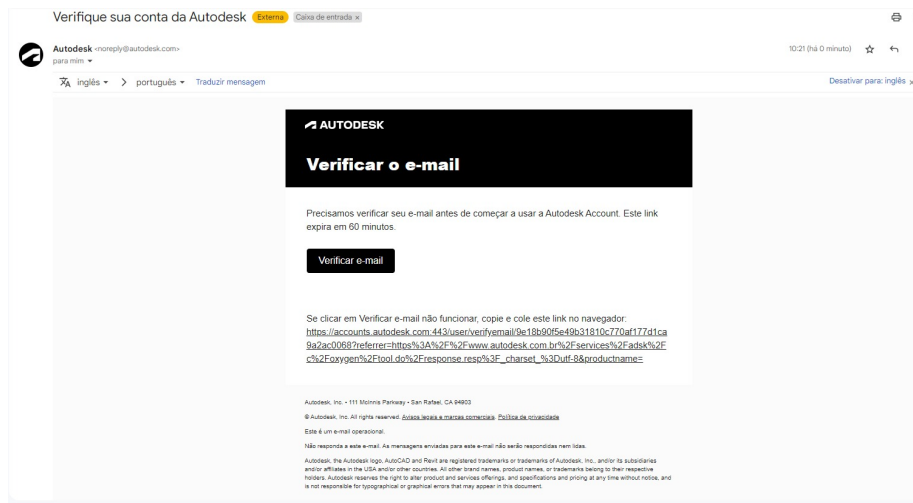 Verifique sua conta da Autodesk Externa Caixa de entrada x
Autodesk <noreply@autodesk.com>
10:21 (há 0 minuto)
para mim
inglês > português Traduzir mensagem
Desativar para: inglês x
AUTODESK
Verificar o e-mail
Precisamos verificar seu e-mail antes de começar a usar a Autodesk Account. Este link
expira em 60 minutos.
Verificar e-mail
Se clicar em Verificar e-mail não funcionar, copie e cole este link no navegador:
https://accounts.autodesk.com:443/user/verifyemail/9e18b90f5e49b31810c770af177d1ca
9a2ac0068?referrer=https%3A%2F%2Fwww.autodesk.com.br%2Fservices%2Fadsk%2F
c%2Foxygen%2Ftool.do%2Fresponse.resp%3F_charset_%3Dutf-8&productname=
Autodesk, Inc. - 111 McInnis Parkway - San Rafael, CA 94903
© Autodesk, Inc. All rights reserved. Avisos legais e marcas comerciais. Política de privacidade
Este é um e-mail operacional.
Não responda a este e-mail. As mensagens enviadas para este e-mail não serão respondidas nem lidas.
Autodesk, the Autodesk logo, AutoCAD and Revit are registered trademarks or trademarks of Autodesk, Inc., and/or its subsidiaries
and/or affiliates in the USA and/or other countries. All other brand names, product names, or trademarks belong to their respective
holders. Autodesk reserves the right to alter product and services offerings, and specifications and pricing at any time without notice, and
is not responsible for typographical or graphical errors that may appear in this document.